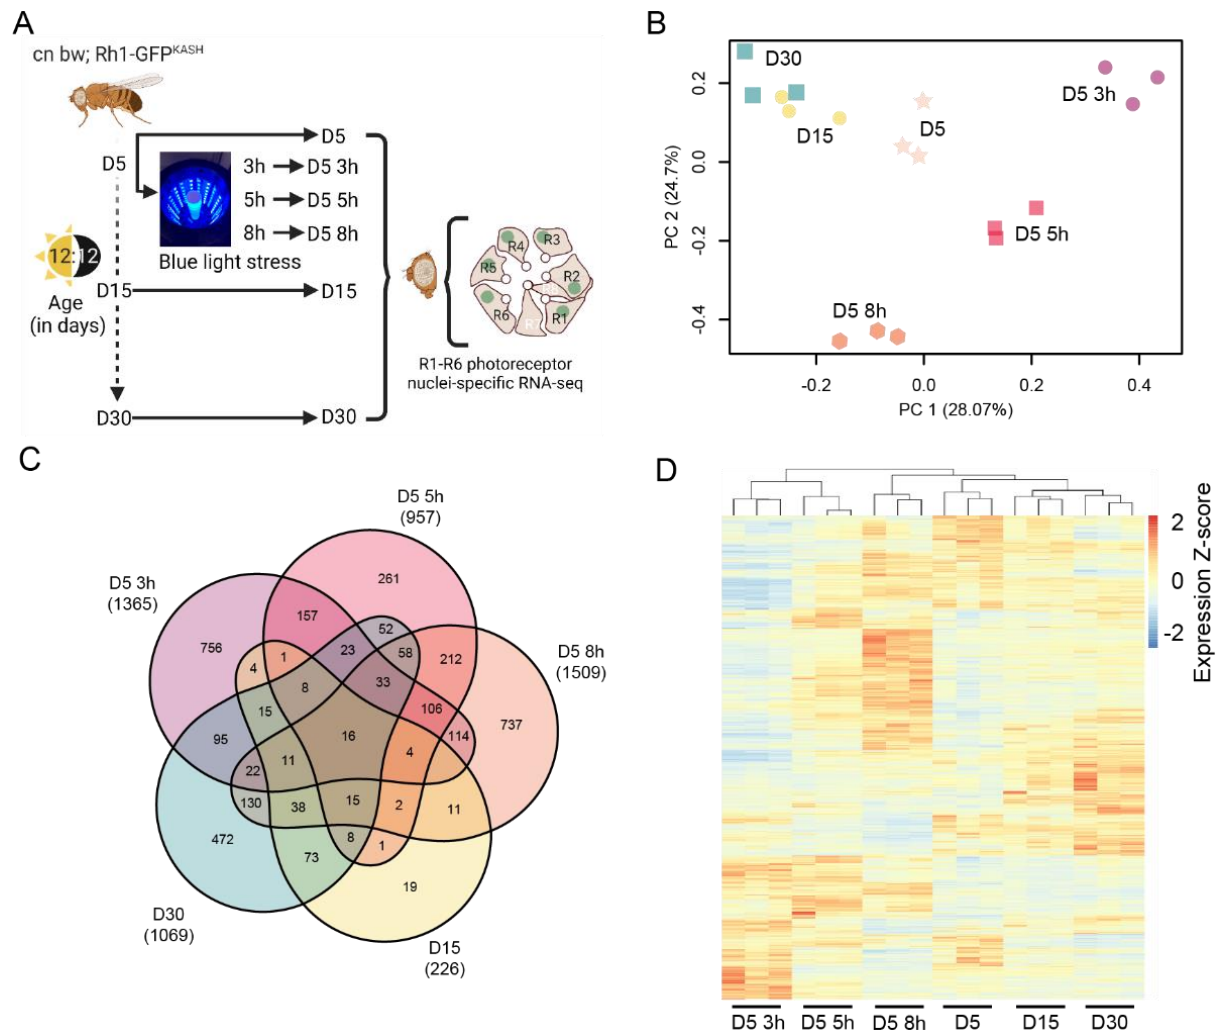 A
cn bw; Rh1-GFPKASH
D5
D5
3h
D5 3h
5h
D5 5h
8h
D5 8h
Blue light stress
12:12
Age
(in days)
D15
D15
D30
D30
R4
R3
R5
R2
R6
R1
R7
R1-R6 photoreceptor
nuclei-specific RNA-seq
B
D30
D15
D5
D5 3h
D5 5h
D5 8h
0.2
0.0
-0.2
-0.4
PC 2 (24.7%)
-0.2
0.0
0.2
0.4
PC 1 (28.07%)
C
D5 5h
(957)
D5 3h
(1365)
D5 8h
(1509)
D30
(1069)
D15
(226)
261
157
52
756
4
1
23
58
212
8
33
15
106
95
16
114
737
11
4
22
130
38
15
2
11
472
73
8
1
19
D
2
0
-2
Expression Z-score
D5 3h
D5 5h
D5 8h
D5
D15
D30